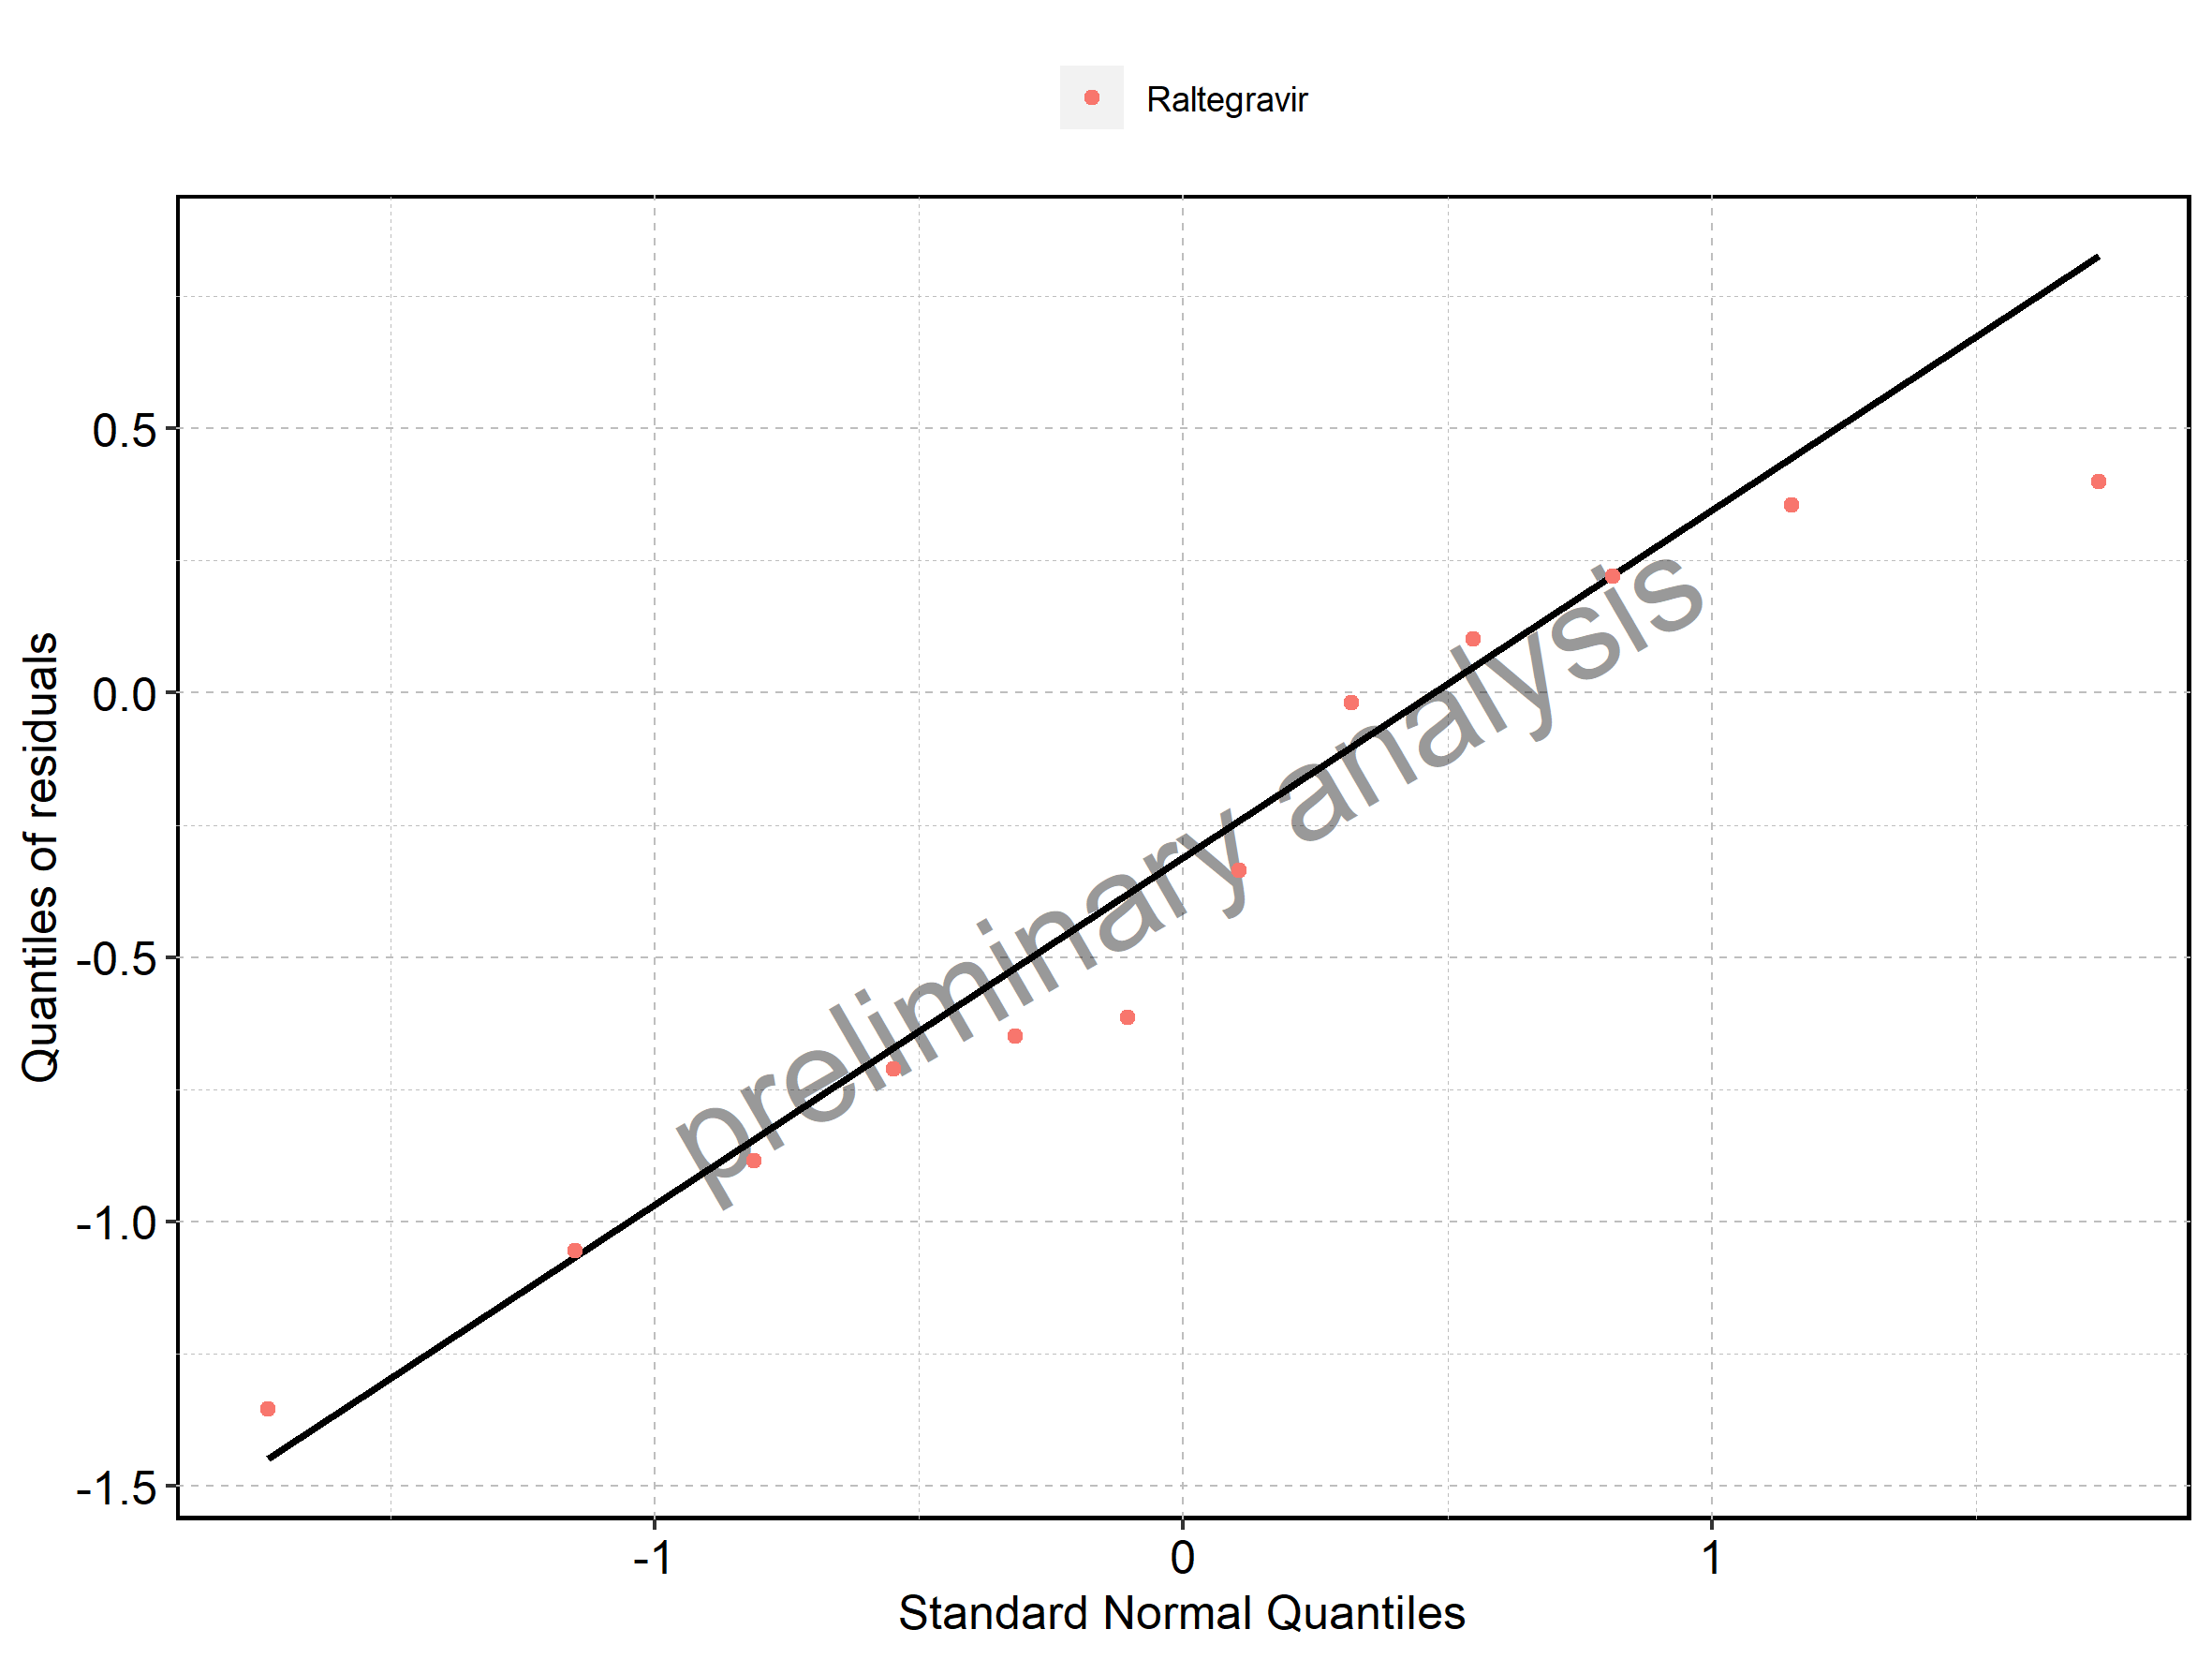 Raltegravir
0.5
0.0
-0.5
-1.0
-1.5
Quantiles of residuals
preliminary analysis
-1
0
1
Standard Normal Quantiles